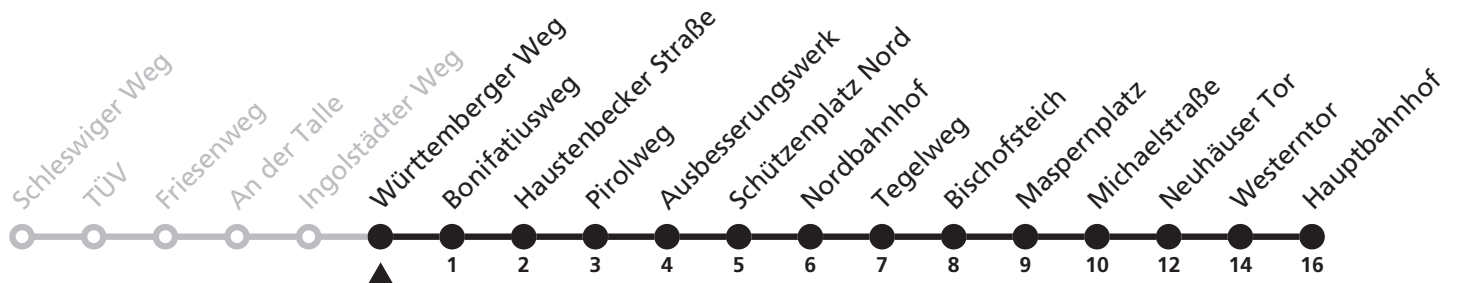 Schleswiger Weg
TÜV
Friesenweg
An der Talle
Ingolstädter Weg
Württemberger Weg
Bonifatiusweg
Haustenbecker Straße
Pirolweg
Ausbesserungswerk
Schützenplatz Nord
Nordbahnhof
Tegelweg
Bischofsteich
Maspernplatz
Michaelstraße
Neuhäuser Tor
Westerntor
Hauptbahnhof
1 2 3 4 5 6 7 8 9 10 12 14 16